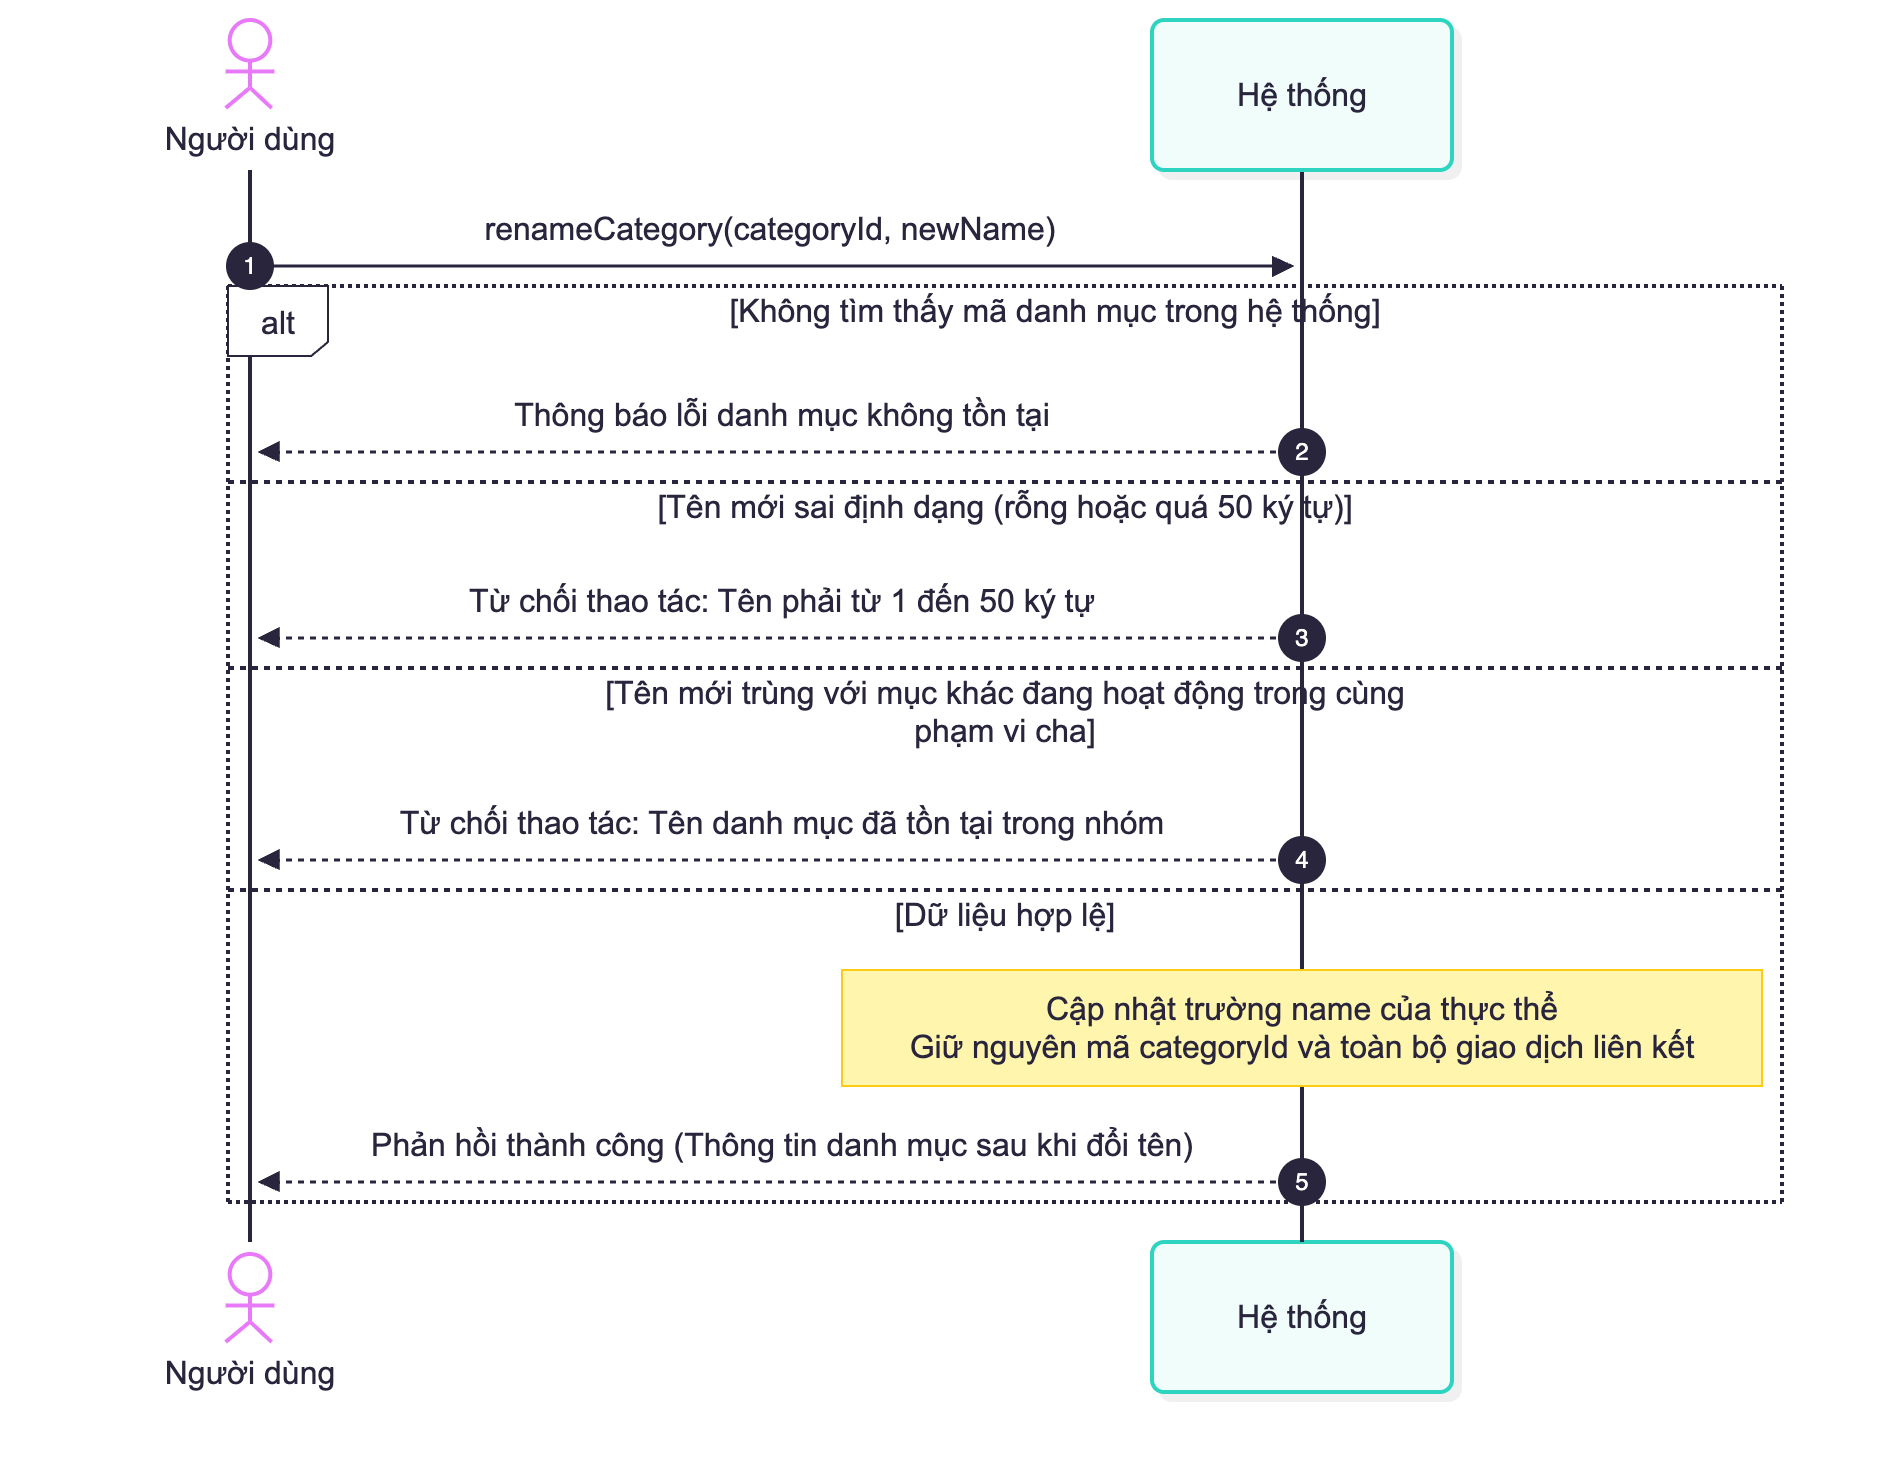 Người dùng
Hệ thống
renameCategory(categoryId, newName)
1
alt
[Không tìm thấy mã danh mục trong hệ thống]
Thông báo lỗi danh mục không tồn tại
2
[Tên mới sai định dạng (rỗng hoặc quá 50 ký tự)]
Từ chối thao tác: Tên phải từ 1 đến 50 ký tự
3
[Tên mới trùng với mục khác đang hoạt động trong cùng
phạm vi cha]
Từ chối thao tác: Tên danh mục đã tồn tại trong nhóm
4
[Dữ liệu hợp lệ]
Cập nhật trường name của thực thể
Giữ nguyên mã categoryId và toàn bộ giao dịch liên kết
Phản hồi thành công (Thông tin danh mục sau khi đổi tên)
5
Người dùng
Hệ thống